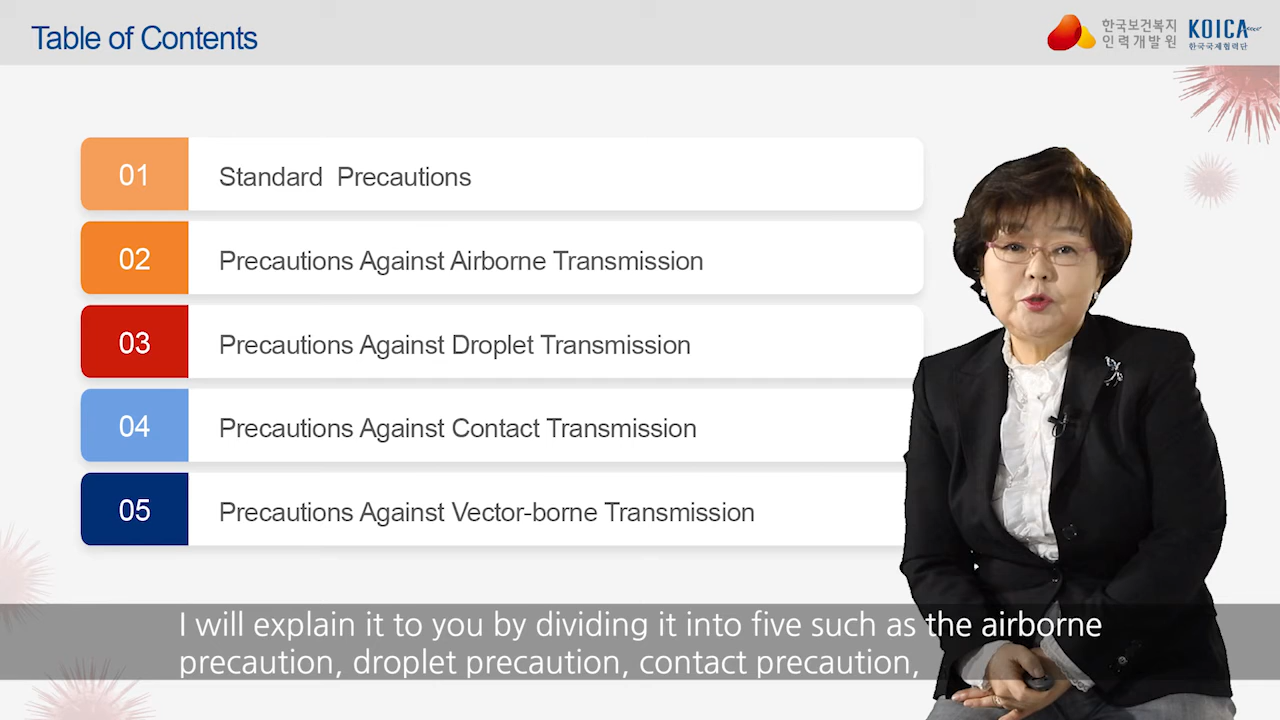 Table of Contents
한국보건복지
인력개발원
KOICA
한국국제협력단
01
Standard Precautions
02
Precautions Against Airborne Transmission
03
Precautions Against Droplet Transmission
04
Precautions Against Contact Transmission
05
Precautions Against Vector-borne Transmission
I will explain it to you by dividing it into five such as the airborne
precaution, droplet precaution, contact precaution,